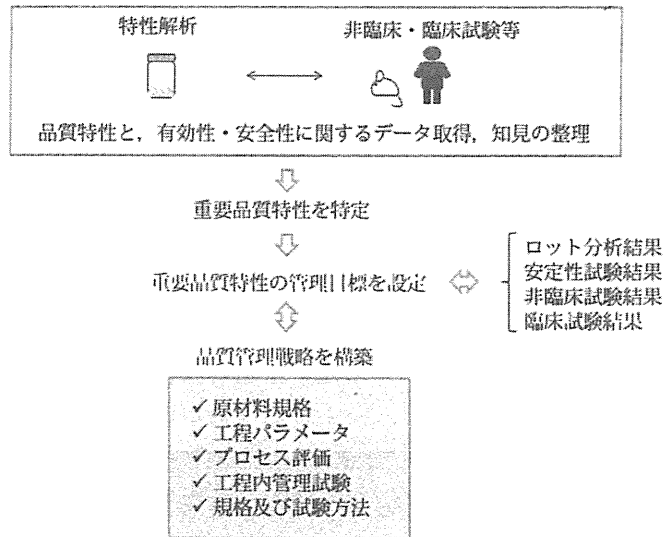 特性解析
非臨床・臨床試験等
品質特性と，有効性・安全性に関するデータ取得，知見の整理
重要品質特性を特定
重要品質特性の管理目標を設定
ロット分析結果
安定性試験結果
非臨床試験結果
臨床試験結果
品質管理戦略を構築
✓ 原材料規格
✓ 工程パラメータ
✓ プロセス評価
✓ 工程内管理試験
✓ 規格及び試験方法